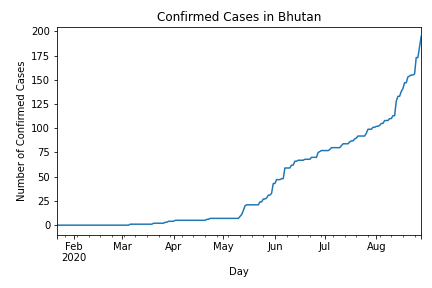 Confirmed Cases in Bhutan
200
175
150
125
100
75
50
25
0
Number of Confirmed Cases
Feb Mar Apr May Jun Jul Aug
2020
Day